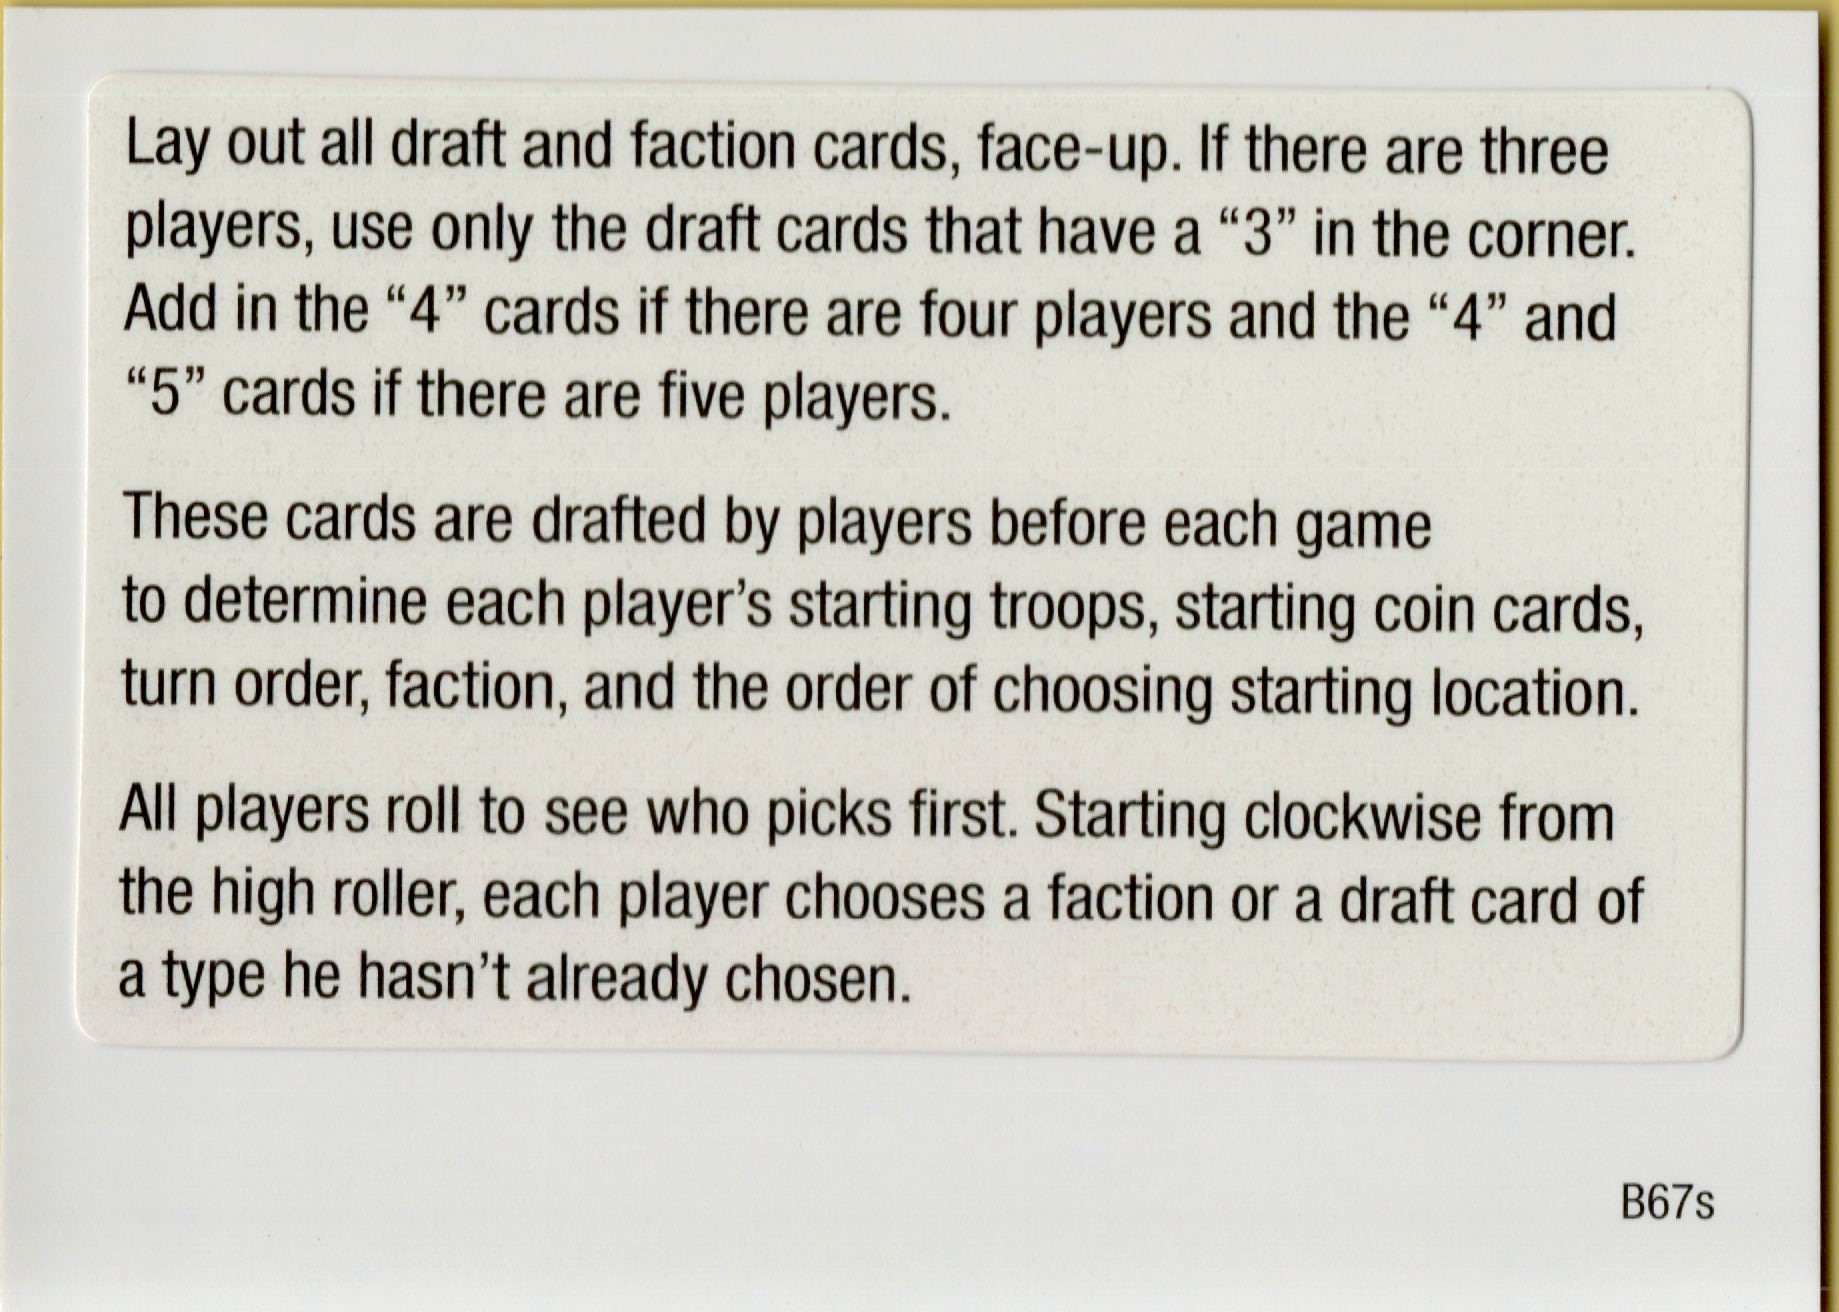 Lay out all draft and faction cards, face-up. If there are three
players, use only the draft cards that have a “3” in the corner.
Add in the “4” cards if there are four players and the “4” and
“5” cards if there are five players.
These cards are drafted by players before each game
to determine each player’s starting troops, starting coin cards,
turn order, faction, and the order of choosing starting location.
All players roll to see who picks first. Starting clockwise from
the high roller, each player chooses a faction or a draft card of
a type he hasn’t already chosen.
B67s